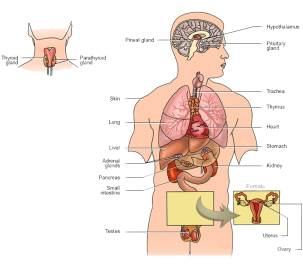 Hypothalamus
Pineal gland
Pituitary
gland
Thyroid
gland
Parathyroid
gland
Trachea
Skin
Thymus
Lung
Heart
Liver
Stomach
Adrenal
glands
Kidney
Pancreas
Small
intestine
Female
Testes
Uterus
Ovary